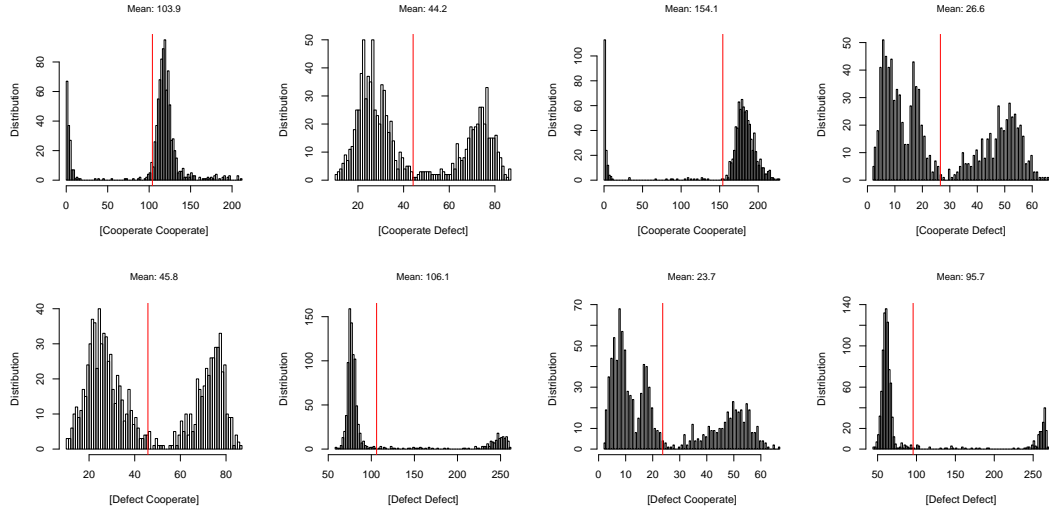 Mean: 103.9
Distribution
0 20 40 60 80
0 50 100 150 200
[Cooperate Cooperate]
Mean: 44.2
Distribution
0 10 20 30 40 50
20 40 60 80
[Cooperate Defect]
Mean: 154.1
Distribution
0 20 40 60 80 100
0 50 100 150 200
[Cooperate Cooperate]
Mean: 26.6
Distribution
0 10 20 30 40 50
0 10 20 30 40 50 60
[Cooperate Defect]
Mean: 45.8
Distribution
0 10 20 30 40
20 40 60 80
[Defect Cooperate]
Mean: 106.1
Distribution
0 50 100 150
50 100 150 200 250
[Defect Defect]
Mean: 23.7
Distribution
0 10 20 30 40 50 70
0 10 20 30 40 50 60
[Defect Cooperate]
Mean: 95.7
Distribution
0 20 40 60 80 100 140
50 100 150 200 250
[Defect Defect]